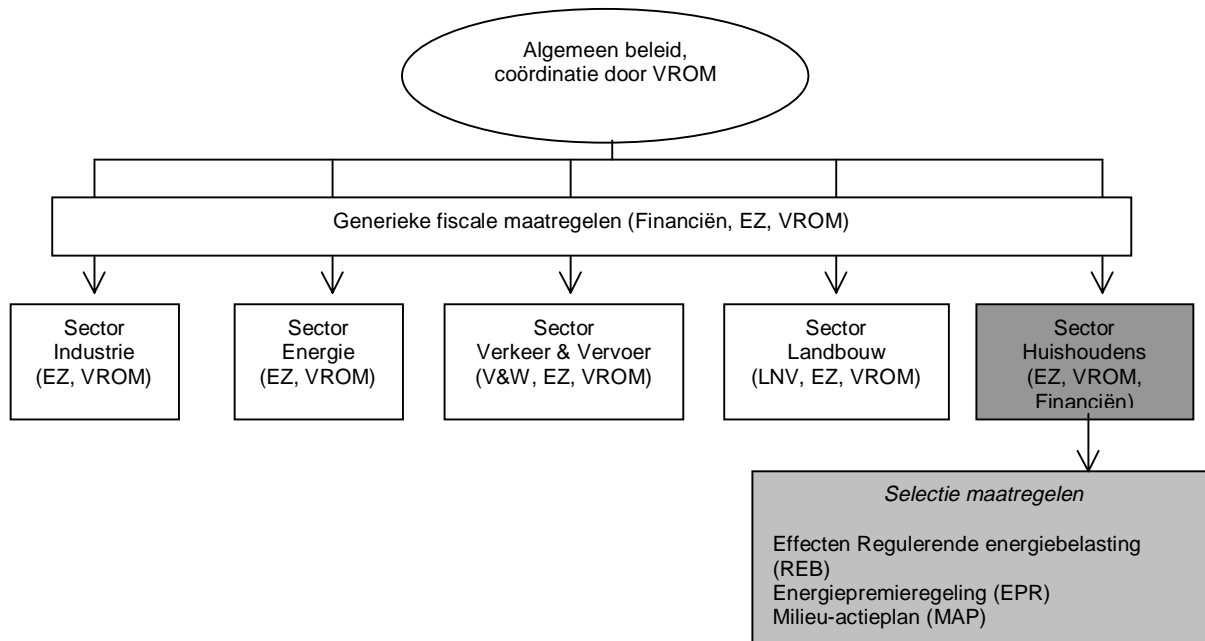 Algemeen beleid,
coördinatie door VROM
Generieke fiscale maatregelen (Financiën, EZ, VROM)
Sector
Industrie
(EZ, VROM)
Sector
Energie
(EZ, VROM)
Sector
Verkeer & Vervoer
(V&W, EZ, VROM)
Sector
Landbouw
(LNV, EZ, VROM)
Sector
Huishoudens
(EZ, VROM,
Financiën)
Selectie maatregelen
Effecten Regulerende energiebelasting
(REB)
Energiepremieregeling (EPR)
Milieu-actieplan (MAP)